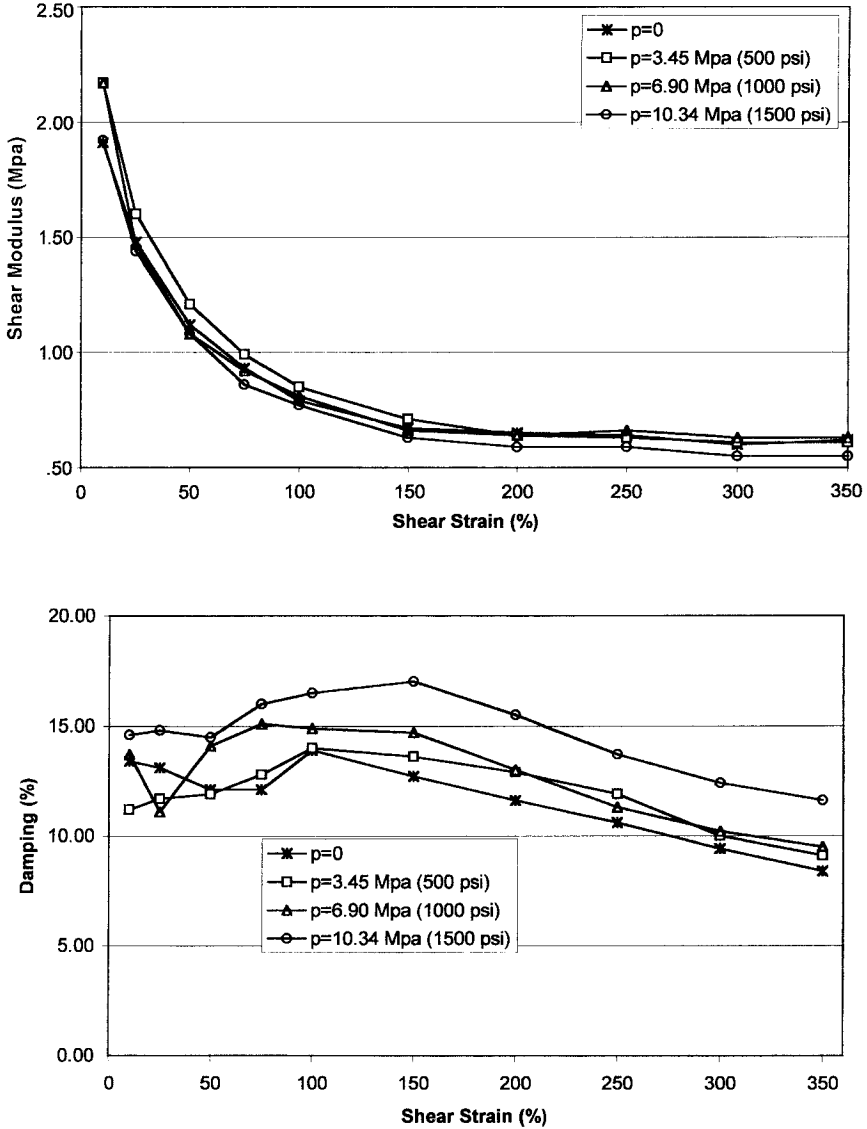 2.50
2.00
1.50
1.00
.50
Shear Modulus (Mpa)
p=0
p=3.45 Mpa (500 psi)
p=6.90 Mpa (1000 psi)
p=10.34 Mpa (1500 psi)
0 50 100 150 200 250 300 350
Shear Strain (%)
20.00
15.00
10.00
5.00
0.00
Damping (%)
p=0
p=3.45 Mpa (500 psi)
p=6.90 Mpa (1000 psi)
p=10.34 Mpa (1500 psi)
0 50 100 150 200 250 300 350
Shear Strain (%)